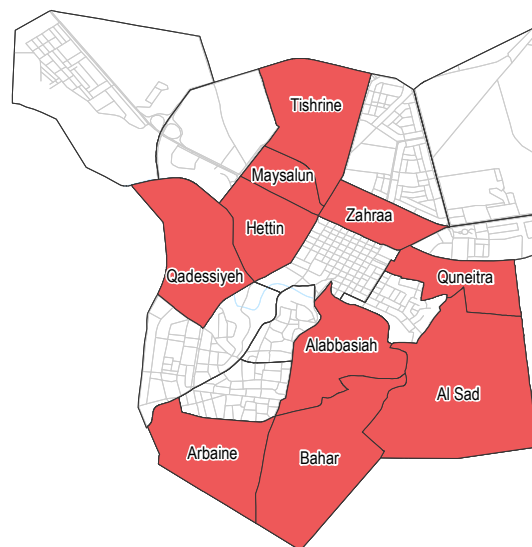 Tishrine
Maysalun
Zahraa
Hettin
Qadessiyeh
Quneitra
Alabbasiah
Al Sad
Arbaine
Bahar